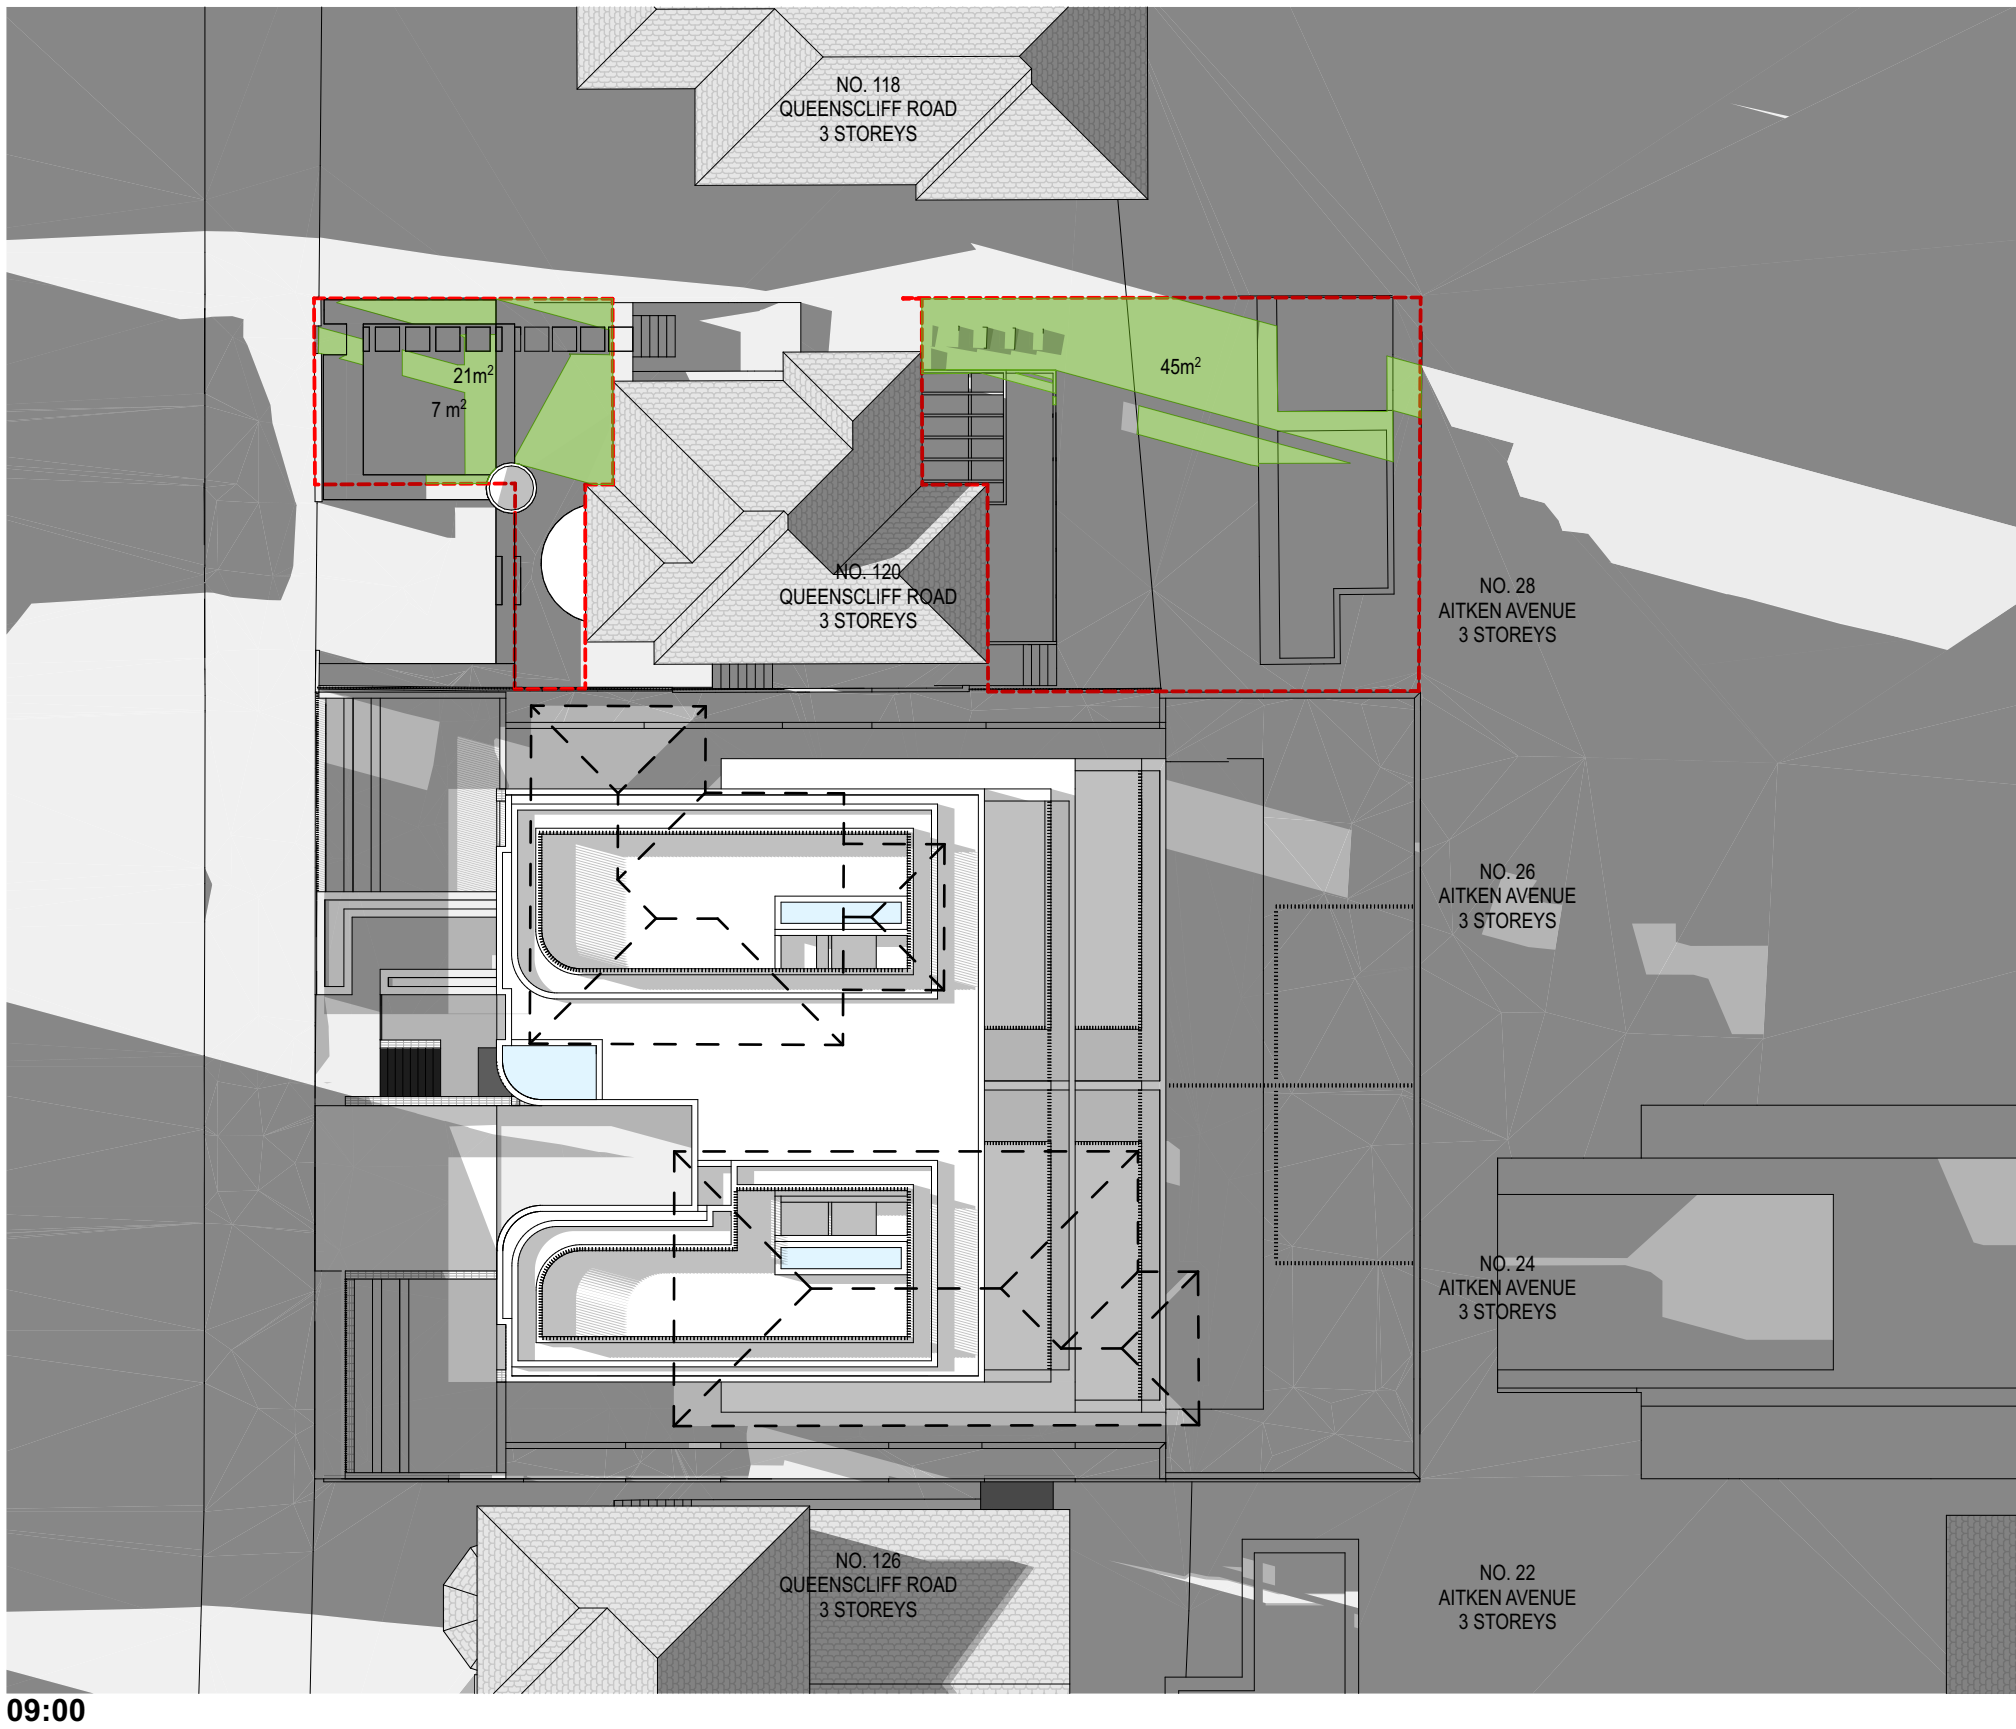 NO. 118
QUEENSCLIFF ROAD
3 STOREYS
21m²
7 m²
45m²
NO. 120
QUEENSCLIFF ROAD
3 STOREYS
NO. 28
AITKEN AVENUE
3 STOREYS
NO. 26
AITKEN AVENUE
3 STOREYS
NO. 24
AITKEN AVENUE
3 STOREYS
NO. 126
QUEENSCLIFF ROAD
3 STOREYS
NO. 22
AITKEN AVENUE
3 STOREYS
09:00